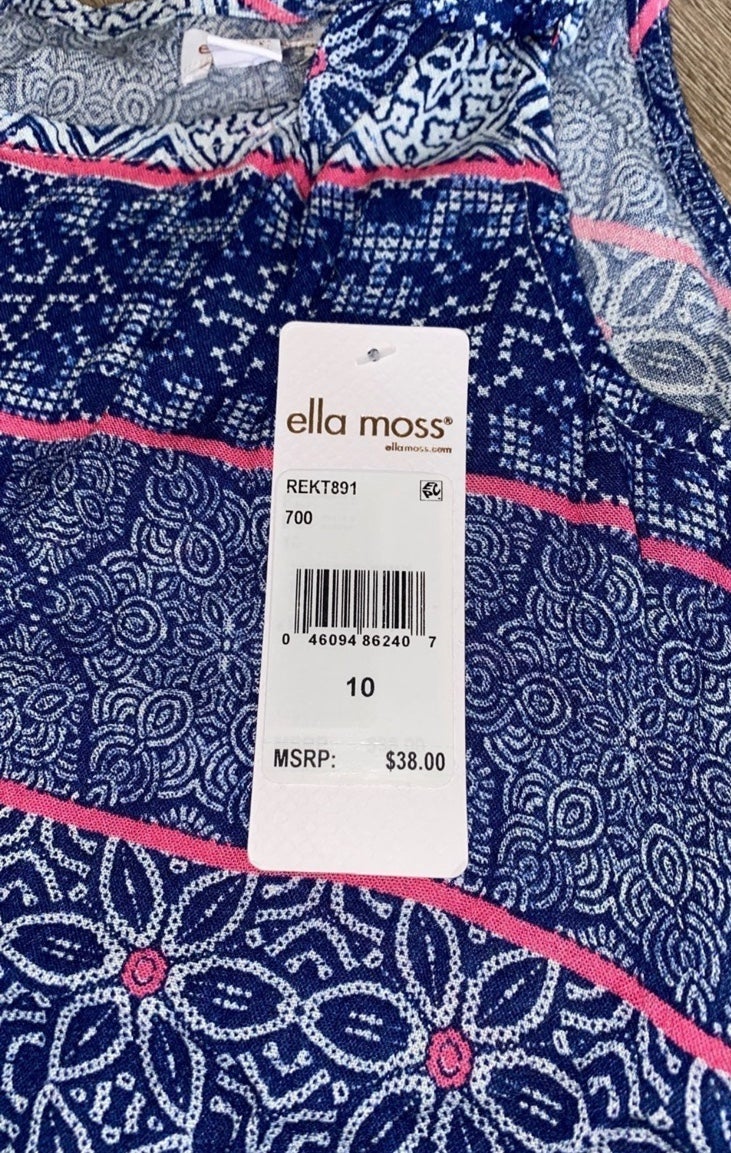 ella moss®
ellamoss.com
REKT891
700
0 46094 86240 7
10
MSRP: $38.00